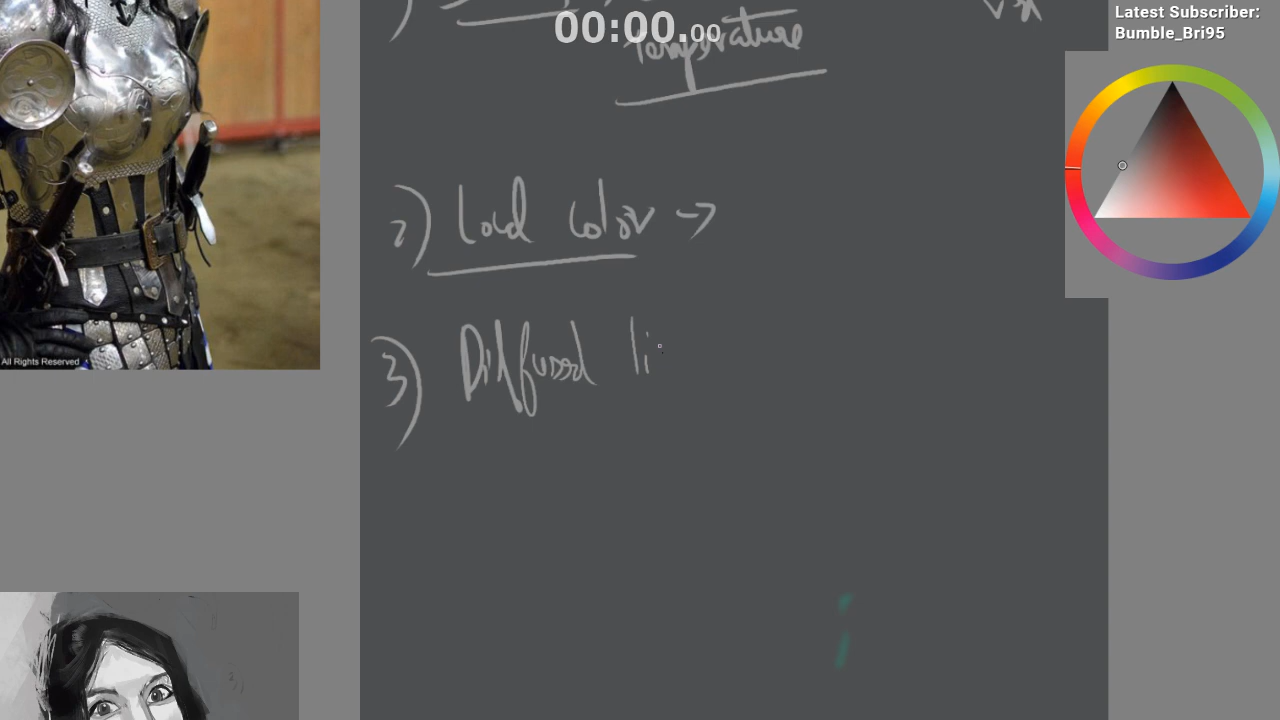 Latest Subscriber:
Bumble_Bri95
00:00.00
Temperature
2) Local color →
3) Diffused li
All Rights Reserved